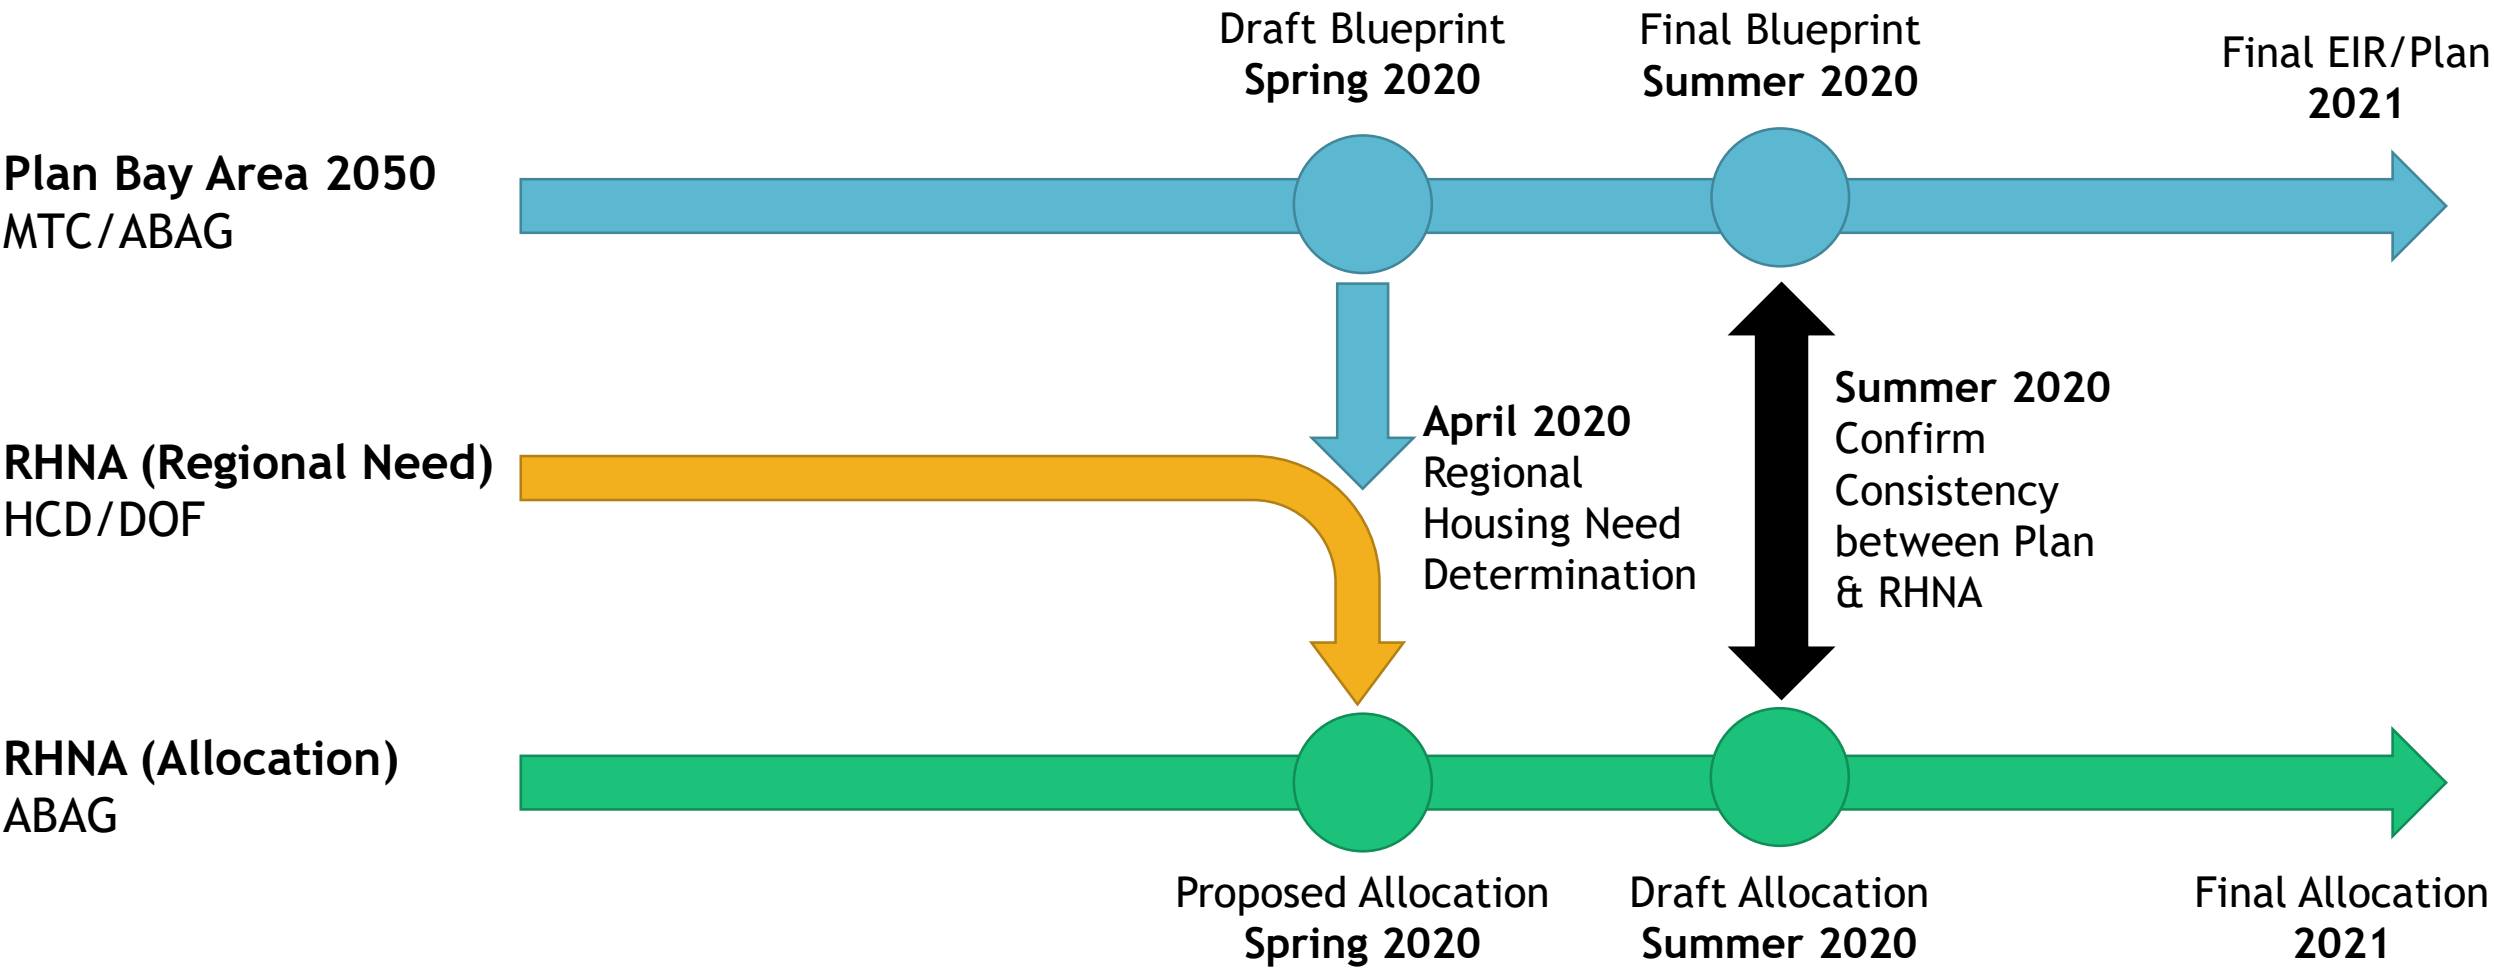 Draft Blueprint
Spring 2020
Final Blueprint
Summer 2020
Final EIR/Plan
2021
Plan Bay Area 2050
MTC/ABAG
April 2020
Regional
Housing Need
Determination
Summer 2020
Confirm
Consistency
between Plan
& RHNA
RHNA (Regional Need)
HCD/DOF
RHNA (Allocation)
ABAG
Proposed Allocation
Spring 2020
Draft Allocation
Summer 2020
Final Allocation
2021